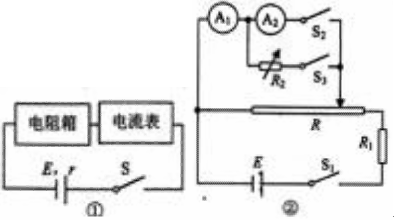 A₁ A₂ S₂
R₂ S₃
R
R₁
E S₁
②
电阻箱 电流表
E, r S
①